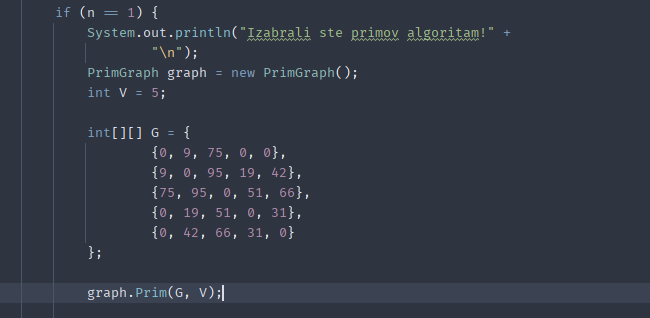 if (n == 1) {
System.out.println("Izabrali ste primov algoritam!" +
"\n");
PrimGraph graph = new PrimGraph();
int V = 5;
int[][] G = {
{0, 9, 75, 0, 0},
{9, 0, 95, 19, 42},
{75, 95, 0, 51, 66},
{0, 19, 51, 0, 31},
{0, 42, 66, 31, 0}
};
graph.Prim(G, V);